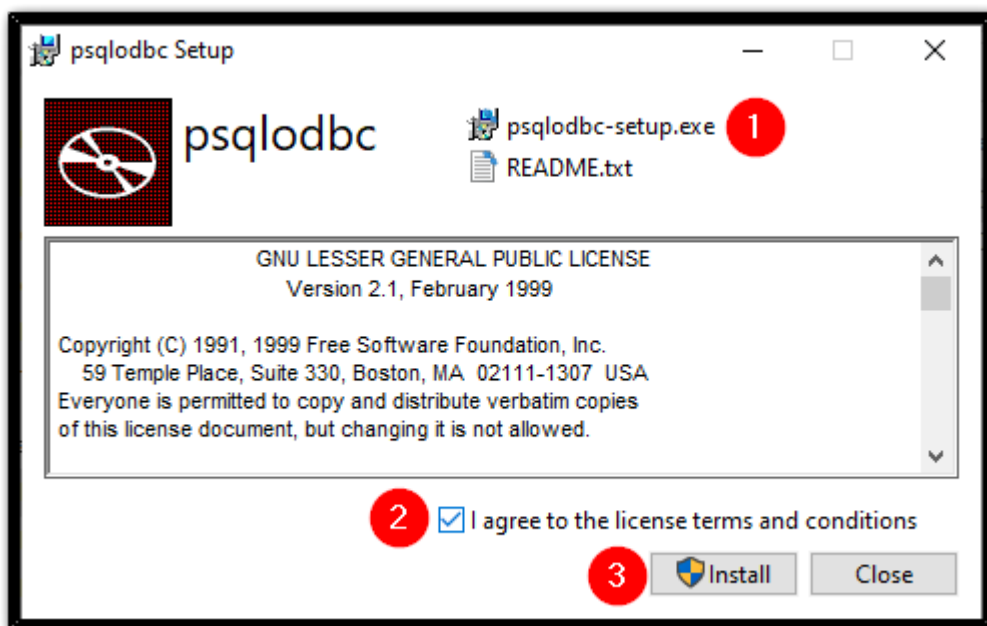 psqlodbc Setup
psqlodbc
psqlodbc-setup.exe 1
README.txt
GNU LESSER GENERAL PUBLIC LICENSE
Version 2.1, February 1999
Copyright (C) 1991, 1999 Free Software Foundation, Inc.
59 Temple Place, Suite 330, Boston, MA  02111-1307  USA
Everyone is permitted to copy and distribute verbatim copies
of this license document, but changing it is not allowed.
2 I agree to the license terms and conditions
3 Install Close